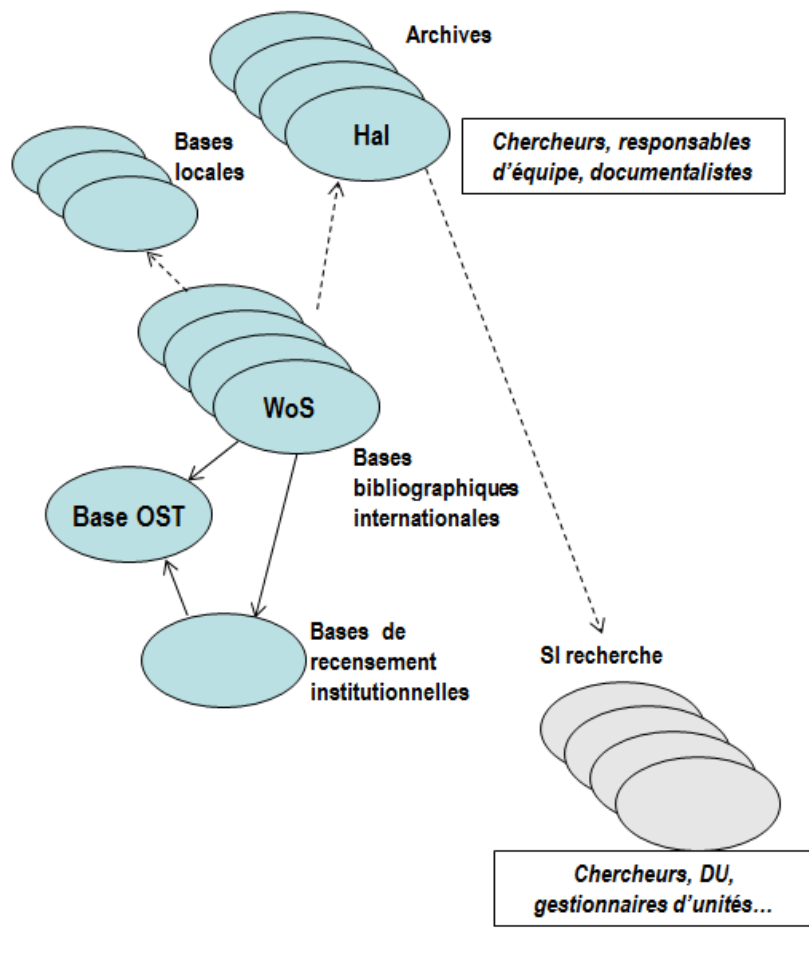 Archives
Hal
Bases
locales
Chercheurs, responsables
d'équipe, documentalistes
WoS
Bases
bibliographiques
internationales
Base OST
Bases de
recensement
institutionnelles
SI recherche
Chercheurs, DU,
gestionnaires d'unités…